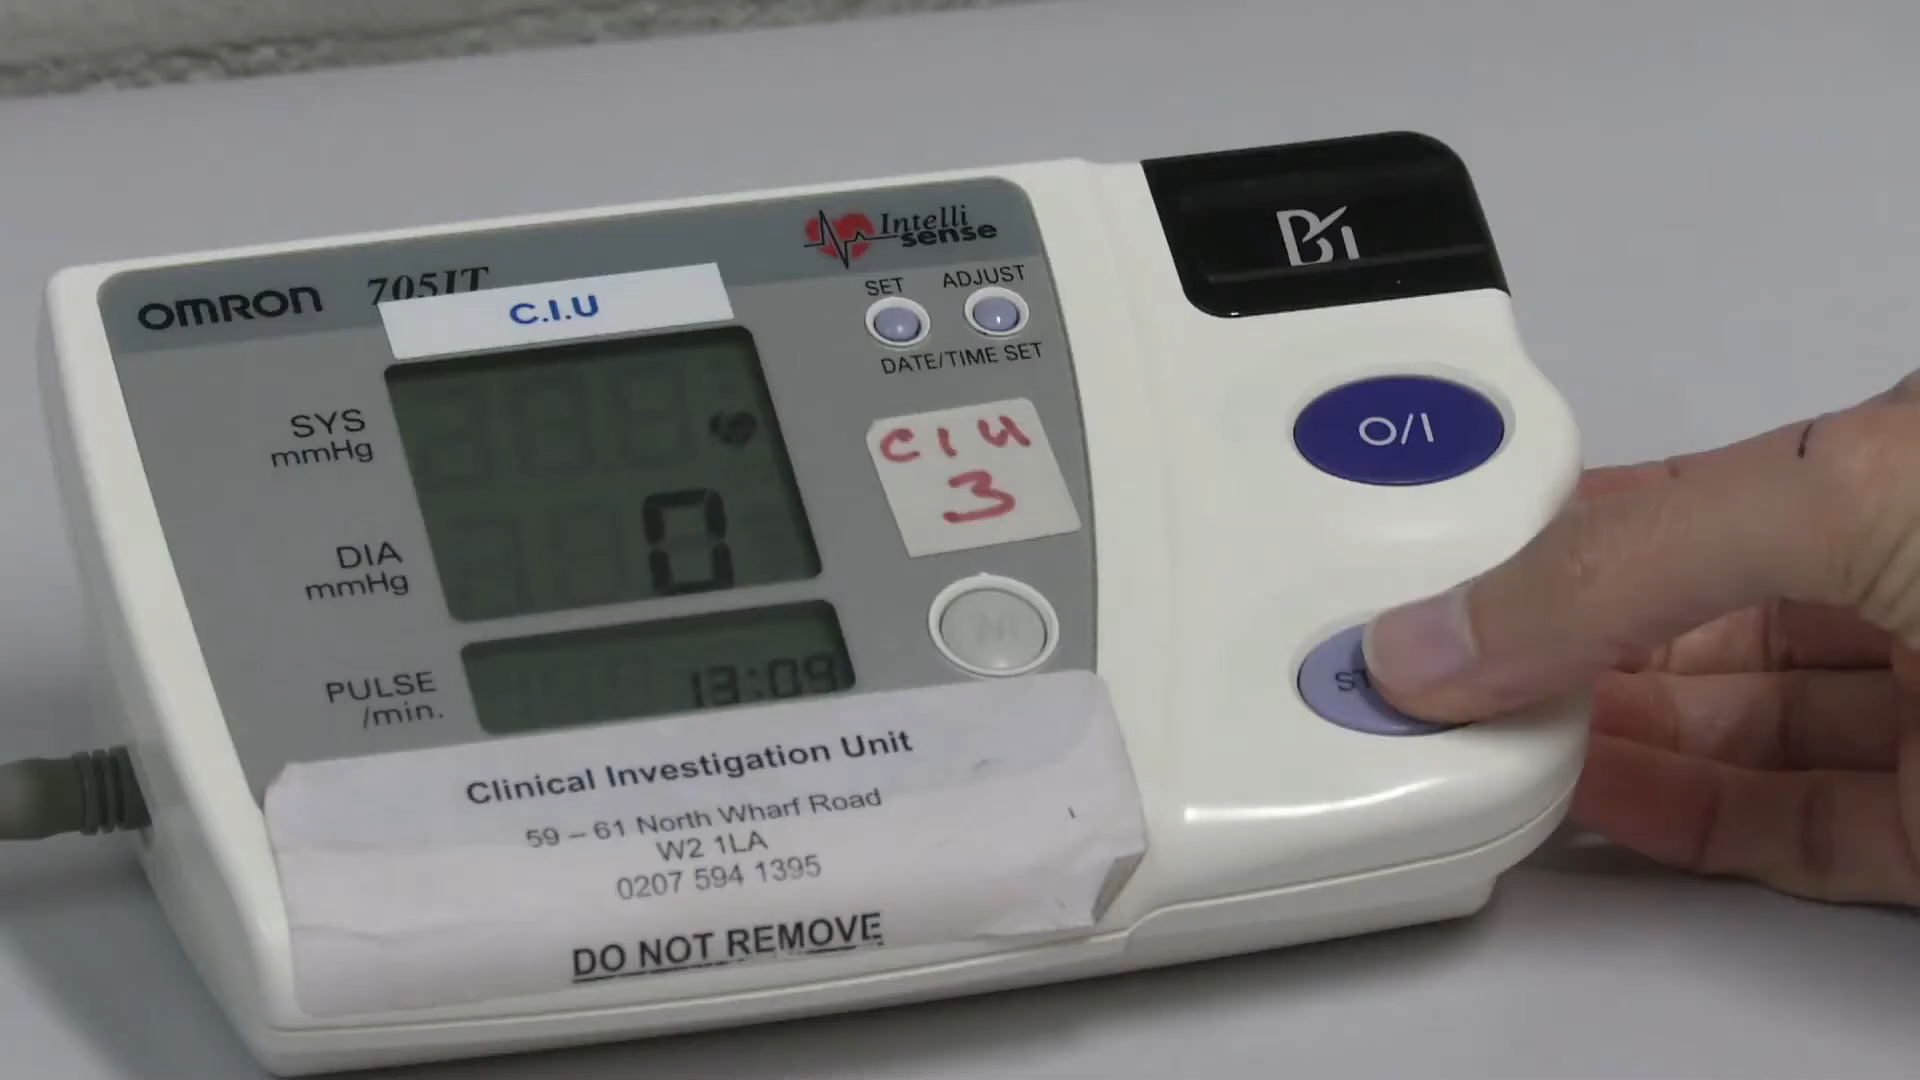 OMRON
705IT
Intelli
sense
C.I.U
SET
ADJUST
DATE/TIME SET
SYS
mmHg
0
DIA
mmHg
PULSE
/min.
13:09
CIU
3
O/I
Clinical Investigation Unit
59 – 61 North Wharf Road
W2 1LA
0207 594 1395
DO NOT REMOVE